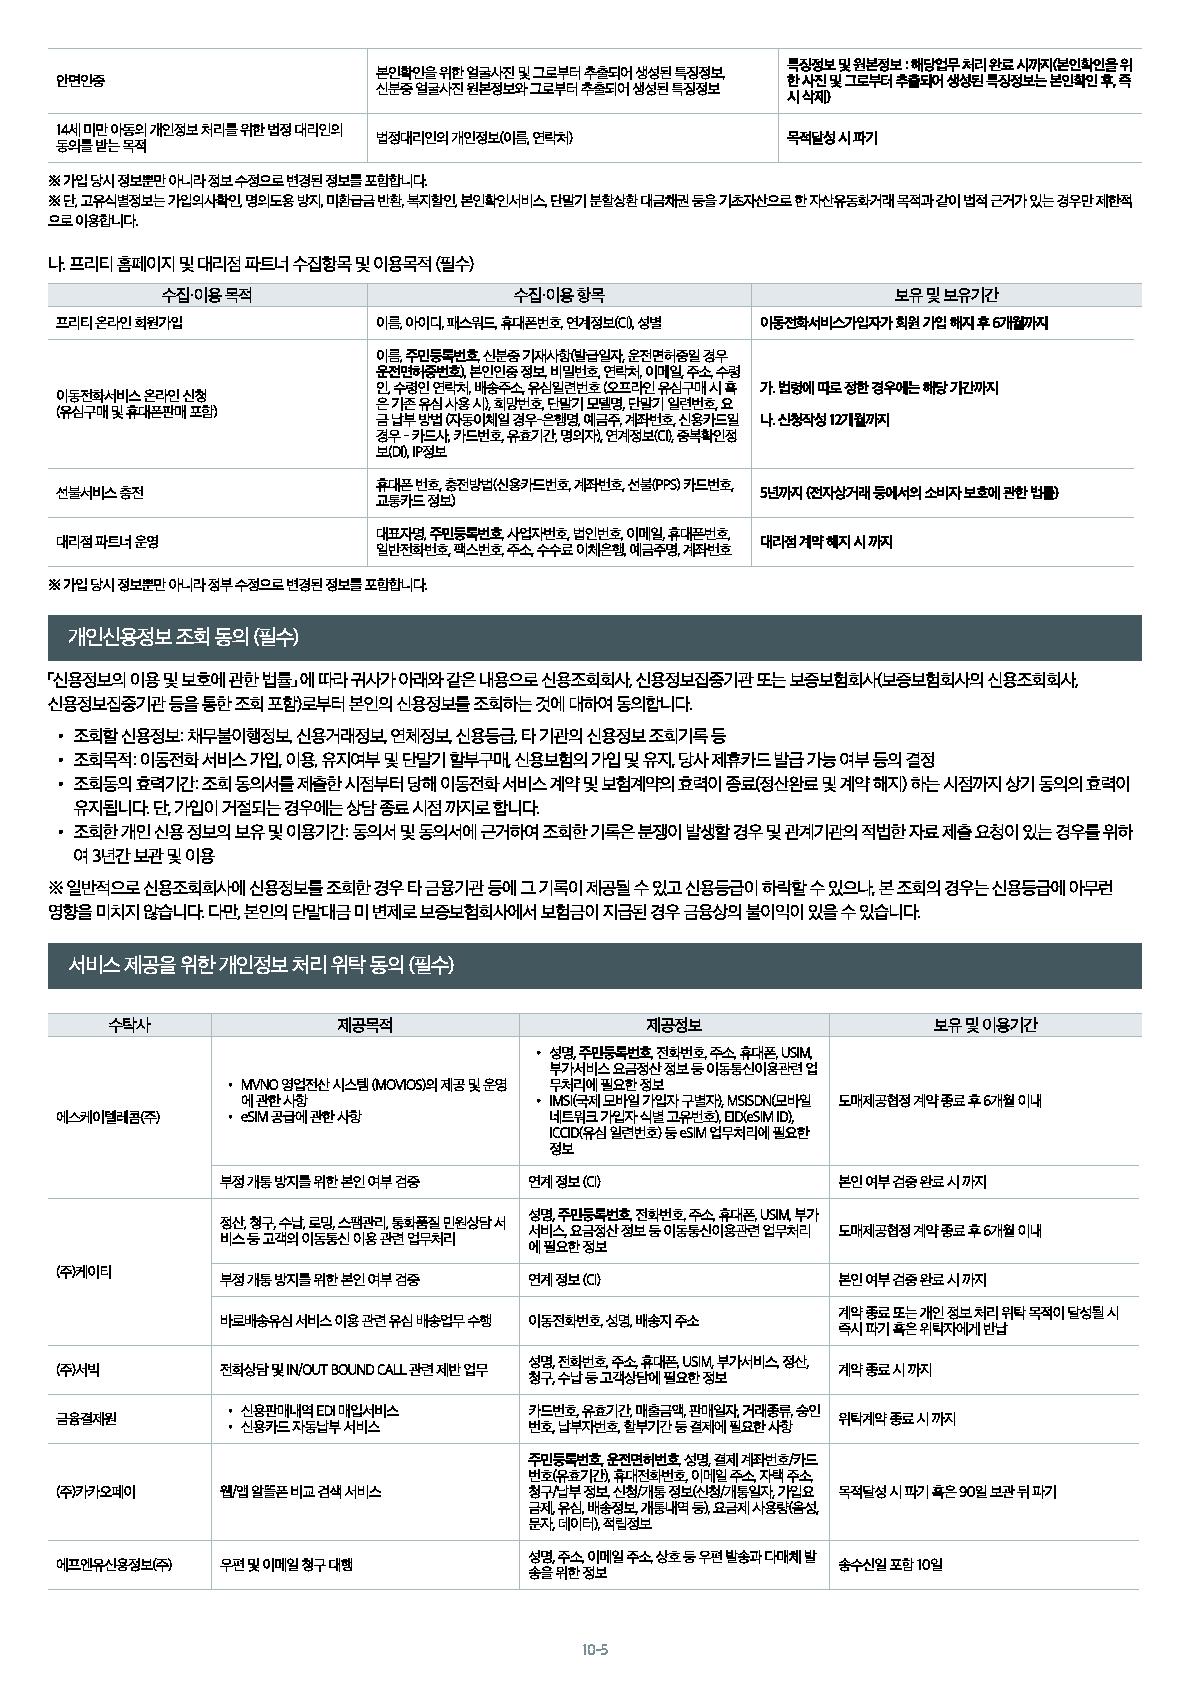 안면인증
본인확인을 위한 얼굴사진 및 그로부터 추출되어 생성된 특징정보,
신분증 얼굴사진 원본정보와 그로부터 추출되어 생성된 특징정보
특징정보 및 원본정보 : 해당업무 처리 완료 시까지(본인확인을 위
한 사진 및 그로부터 추출되어 생성된 특징정보는 본인확인 후, 즉
시 삭제)
14세 미만 아동의 개인정보 처리를 위한 법정 대리인의
동의를 받는 목적
법정대리인의 개인정보(이름, 연락처)
목적달성 시 파기
※ 가입 당시 정보뿐만 아니라 정보 수정으로 변경된 정보를 포함합니다.
※ 단, 고유식별정보는 가입의사확인, 명의도용 방지, 미환급금 반환, 복지할인, 본인확인서비스, 단말기 분할상환 대금채권 등을 기초자산으로 한 자산유동화거래 목적과 같이 법적 근거가 있는 경우만 제한적
으로 이용합니다.
나. 프리티 홈페이지 및 대리점 파트너 수집항목 및 이용목적 (필수)
수집·이용 목적
수집·이용 항목
보유 및 보유기간
프리티 온라인 회원가입
이름, 아이디, 패스워드, 휴대폰번호, 연계정보(CI), 성별
이동전화서비스가입자가 회원 가입 해지 후 6개월까지
이동전화서비스 온라인 신청
(유심구매 및 휴대폰판매 포함)
이름, 주민등록번호, 신분증 기재사항(발급일자, 운전면허증일 경우
운전면허증번호), 본인인증 정보, 비밀번호, 연락처, 이메일, 주소, 수령
인, 수령인 연락처, 배송주소, 유심일련번호 (오프라인 유심구매 시 혹
은 기존 유심 사용 시), 희망번호, 단말기 모델명, 단말기 일련번호, 요
금 납부 방법 (자동이체일 경우-은행명, 예금주, 계좌번호, 신용카드일
경우 - 카드사, 카드번호, 유효기간, 명의자), 연계정보(CI), 중복확인정
보(DI), IP정보
가. 법령에 따로 정한 경우에는 해당 기간까지
나. 신청작성 12개월까지
선불서비스 충전
휴대폰 번호, 충전방법(신용카드번호, 계좌번호, 선불(PPS) 카드번호,
교통카드 정보)
5년까지 (전자상거래 등에서의 소비자 보호에 관한 법률)
대리점 파트너 운영
대표자명, 주민등록번호, 사업자번호, 법인번호, 이메일, 휴대폰번호,
일반전화번호, 팩스번호, 주소, 수수료 이체은행, 예금주명, 계좌번호
대리점 계약 해지 시 까지
※ 가입 당시 정보뿐만 아니라 정부 수정으로 변경된 정보를 포함합니다.
개인신용정보 조회 동의 (필수)
「신용정보의 이용 및 보호에 관한 법률」에 따라 귀사가 아래와 같은 내용으로 신용조회회사, 신용정보집중기관 또는 보증보험회사(보증보험회사의 신용조회회사,
신용정보집중기관 등을 통한 조회 포함)로부터 본인의 신용정보를 조회하는 것에 대하여 동의합니다.
• 조회할 신용정보: 채무불이행정보, 신용거래정보, 연체정보, 신용등급, 타 기관의 신용정보 조회기록 등
• 조회목적: 이동전화 서비스 가입, 이용, 유지여부 및 단말기 할부구매, 신용보험의 가입 및 유지, 당사 제휴카드 발급 가능 여부 등의 결정
• 조회동의 효력기간: 조회 동의서를 제출한 시점부터 당해 이동전화 서비스 계약 및 보험계약의 효력이 종료(정산완료 및 계약 해지) 하는 시점까지 상기 동의의 효력이
유지됩니다. 단, 가입이 거절되는 경우에는 상담 종료 시점 까지로 합니다.
• 조회한 개인 신용 정보의 보유 및 이용기간: 동의서 및 동의서에 근거하여 조회한 기록은 분쟁이 발생할 경우 및 관계기관의 적법한 자료 제출 요청이 있는 경우를 위하
여 3년간 보관 및 이용
※ 일반적으로 신용조회회사에 신용정보를 조회한 경우 타 금융기관 등에 그 기록이 제공될 수 있고 신용등급이 하락할 수 있으나, 본 조회의 경우는 신용등급에 아무런
영향을 미치지 않습니다. 다만, 본인의 단말대금 미 변제로 보증보험회사에서 보험금이 지급된 경우 금융상의 불이익이 있을 수 있습니다.
서비스 제공을 위한 개인정보 처리 위탁 동의 (필수)
수탁사
제공목적
제공정보
보유 및 이용기간
에스케이텔레콤(주)
• MVNO 영업전산 시스템 (MOVIOS)의 제공 및 운영
에 관한 사항
• eSIM 공급에 관한 사항
• 성명, 주민등록번호, 전화번호, 주소, 휴대폰, USIM,
부가서비스 요금정산 정보 등 이동통신이용관련 업
무처리에 필요한 정보
• IMSI(국제 모바일 가입자 구별자), MSISDN(모바일
네트워크 가입자 식별 고유번호), EID(eSIM ID),
ICCID(유심 일련번호) 등 eSIM 업무처리에 필요한
정보
도매제공협정 계약 종료 후 6개월 이내
부정 개통 방지를 위한 본인 여부 검증
연계 정보 (CI)
본인 여부 검증 완료 시 까지
(주)케이티
정산, 청구, 수납, 로밍, 스팸관리, 통화품질 민원상담 서
비스 등 고객의 이동통신 이용 관련 업무처리
성명, 주민등록번호, 전화번호, 주소, 휴대폰, USIM, 부가
서비스, 요금정산 정보 등 이동통신이용관련 업무처리
에 필요한 정보
도매제공협정 계약 종료 후 6개월 이내
부정 개통 방지를 위한 본인 여부 검증
연계 정보 (CI)
본인 여부 검증 완료 시 까지
바로배송유심 서비스 이용 관련 유심 배송업무 수행
이동전화번호, 성명, 배송지 주소
계약 종료 또는 개인 정보 처리 위탁 목적이 달성될 시
즉시 파기 혹은 위탁자에게 반납
(주)서빅
전화상담 및 IN/OUT BOUND CALL 관련 제반 업무
성명, 전화번호, 주소, 휴대폰, USIM, 부가서비스, 정산,
청구, 수납 등 고객상담에 필요한 정보
계약 종료 시 까지
금융결제원
• 신용판매내역 EDI 매입서비스
• 신용카드 자동납부 서비스
카드번호, 유효기간, 매출금액, 판매일자, 거래종류, 승인
번호, 납부자번호, 할부기간 등 결제에 필요한 사항
위탁계약 종료 시 까지
(주)카카오페이
웹/앱 알뜰폰 비교 검색 서비스
주민등록번호, 운전면허번호, 성명, 결제 계좌번호/카드
번호(유효기간), 휴대전화번호, 이메일 주소, 자택 주소,
청구/납부 정보, 신청/개통 정보(신청/개통일자, 가입요
금제, 유심, 배송정보, 개통내역 등), 요금제 사용량(음성,
문자, 데이터), 적립정보
목적달성 시 파기 혹은 90일 보관 뒤 파기
에프엔유신용정보(주)
우편 및 이메일 청구 대행
성명, 주소, 이메일 주소, 상호 등 우편 발송과 다매체 발
송을 위한 정보
송수신일 포함 10일
10-5